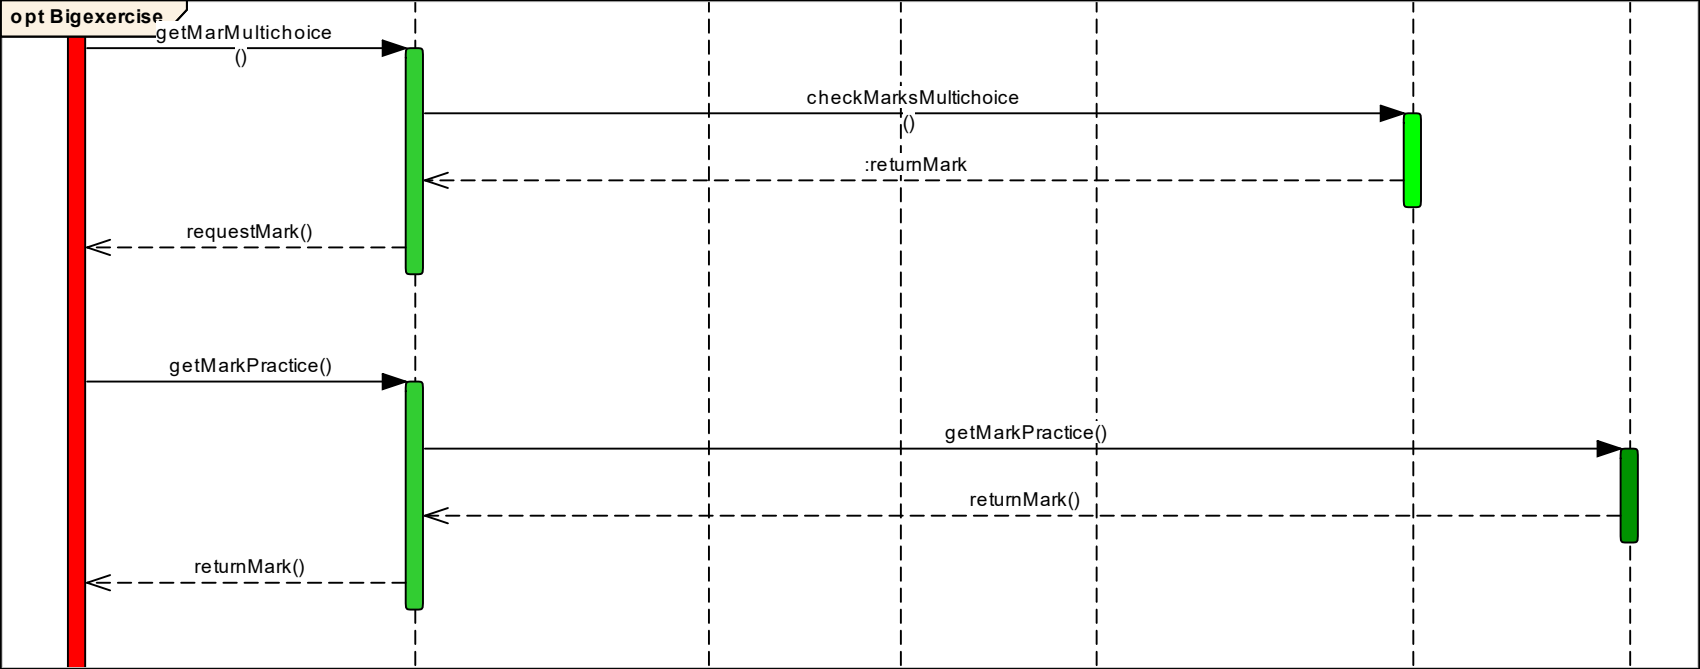 opt Bigexercise
getMarMultichoice
()
checkMarksMultichoice
()
:returnMark
requestMark()
getMarkPractice()
getMarkPractice()
returnMark()
returnMark()